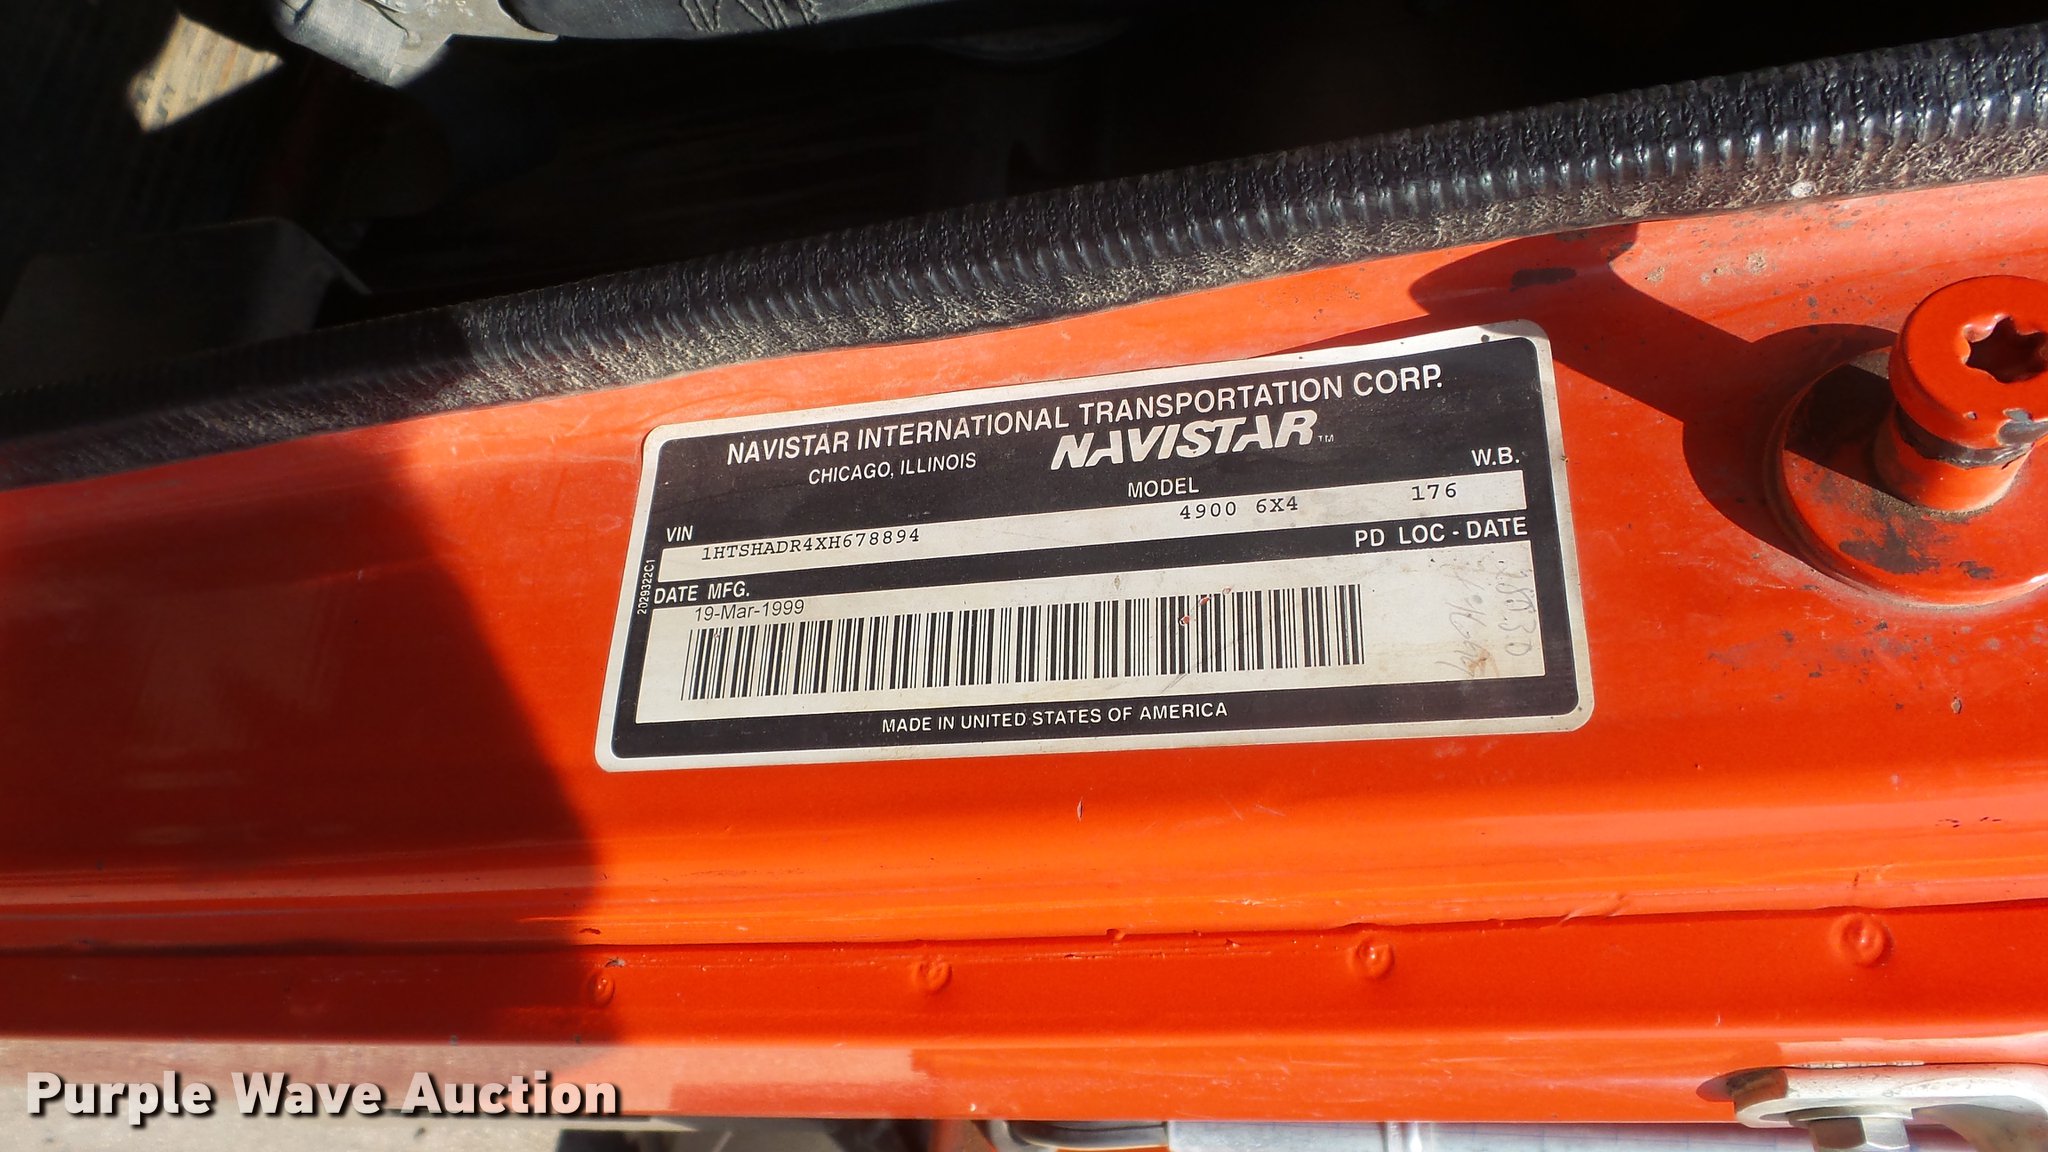 NAVISTAR INTERNATIONAL TRANSPORTATION CORP.
CHICAGO, ILLINOIS NAVISTAR™
VIN MODEL W.B.
1HTSHADR4XH678894 4900 6X4 176
DATE MFG. PD LOC - DATE
19-Mar-1999
2029322C1
MADE IN UNITED STATES OF AMERICA
Purple Wave Auction